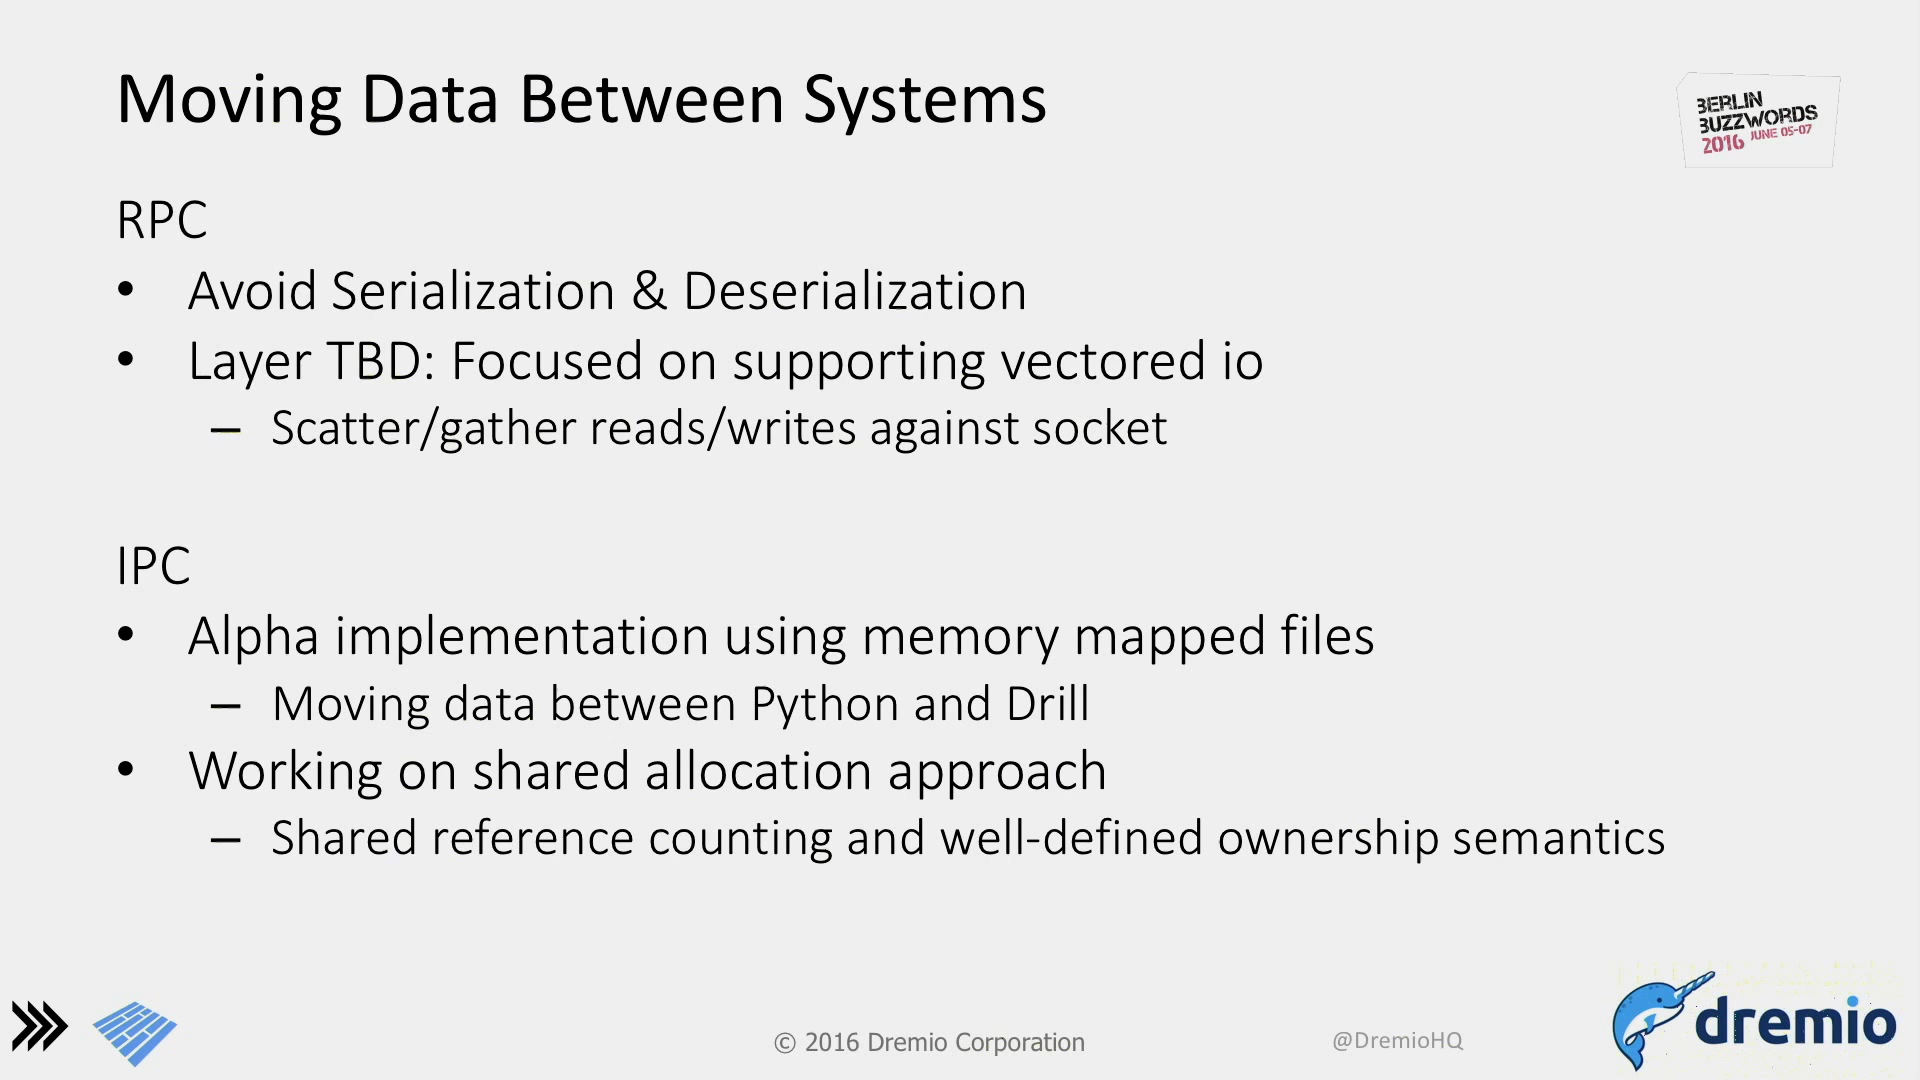 Moving Data Between Systems
BERLIN
BUZZWORDS
2016 JUNE 05-07
RPC
• Avoid Serialization & Deserialization
• Layer TBD: Focused on supporting vectored io
– Scatter/gather reads/writes against socket
IPC
• Alpha implementation using memory mapped files
– Moving data between Python and Drill
• Working on shared allocation approach
– Shared reference counting and well-defined ownership semantics
© 2016 Dremio Corporation
@DremioHQ
dremio